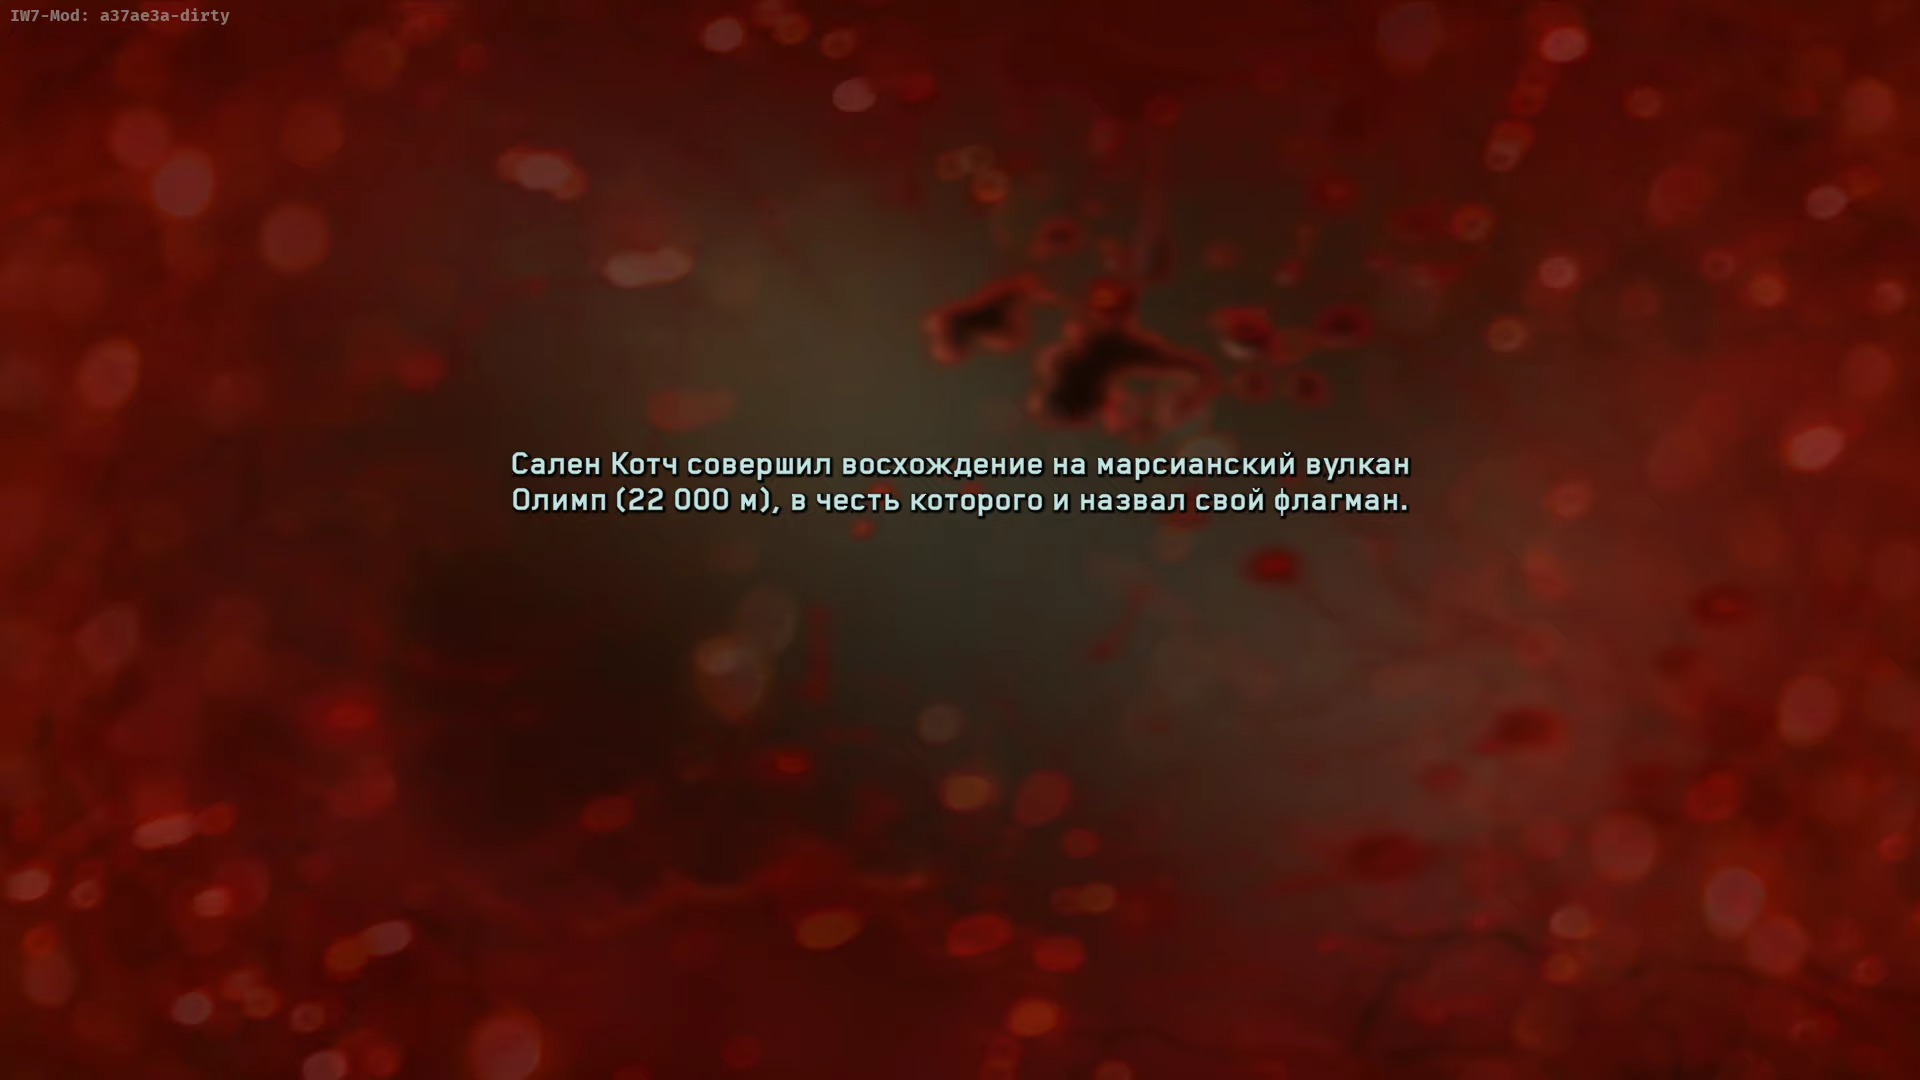 IW7-Mod: a37ae3a-dirty
Сален Котч совершил восхождение на марсианский вулкан
Олимп (22 000 м), в честь которого и назвал свой флагман.